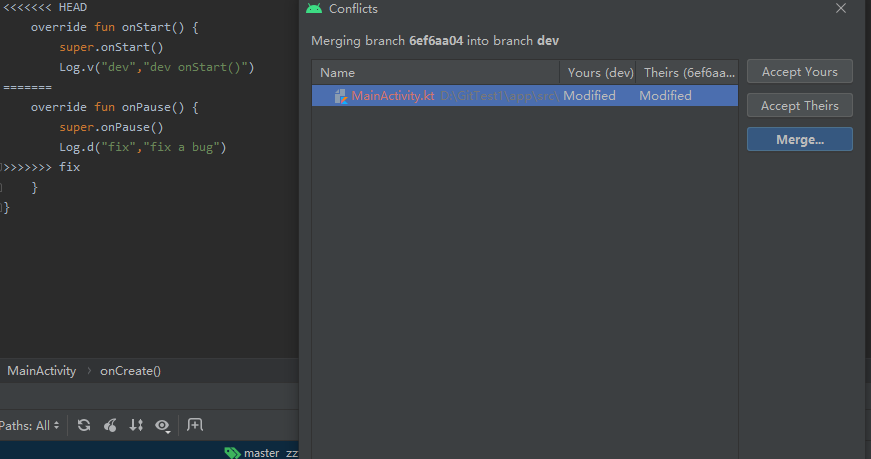 <<<<<<< HEAD
override fun onStart() {
super.onStart()
Log.v("dev","dev onStart()")
=======
override fun onPause() {
super.onPause()
Log.d("fix","fix a bug")
>>>>>>> fix
}
}
MainActivity > onCreate()
Paths: All
master zz
Conflicts
Merging branch 6ef6aa04 into branch dev
Name Yours (dev) Theirs (6ef6aa...
MainActivity.kt D:\GitTest1\app\src\ Modified Modified
Accept Yours
Accept Theirs
Merge...